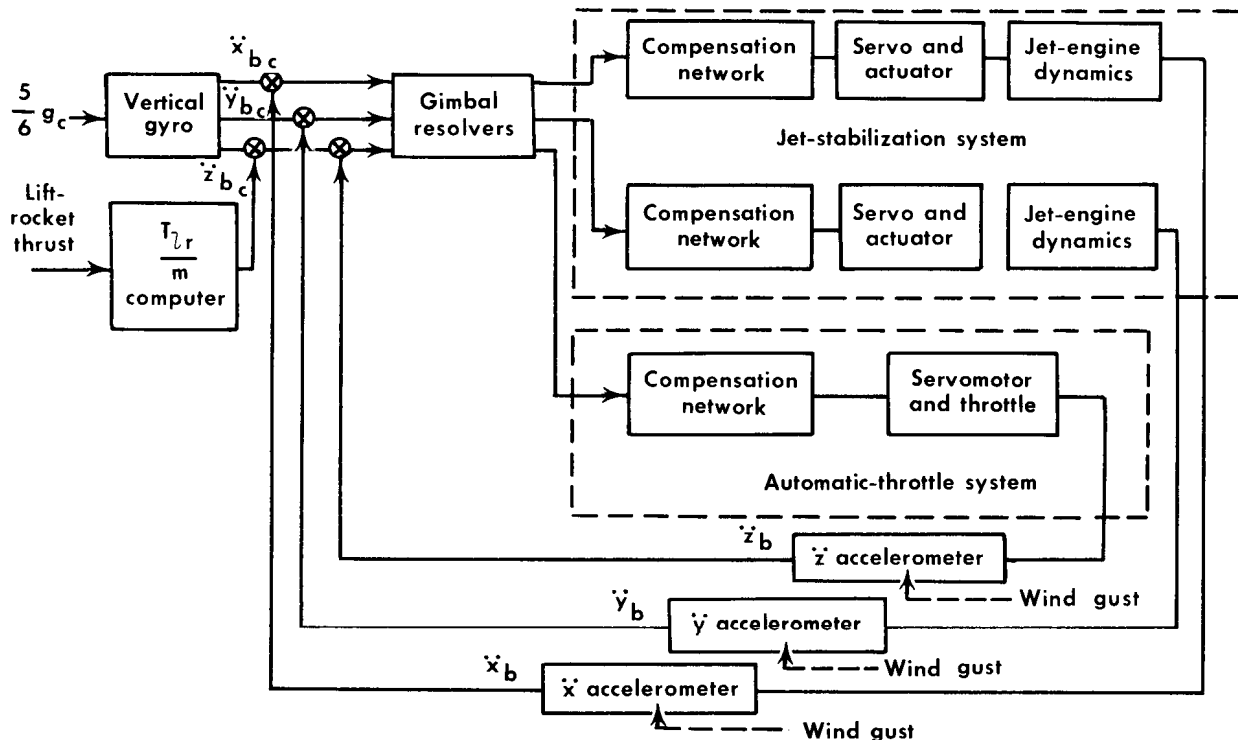 ẍ_bc
5/6 g_c
Vertical
gyro
ÿ_bc
z̈_bc
Gimbal
resolvers
Lift-
rocket
thrust
T_lr
m
computer
Compensation
network
Servo and
actuator
Jet-engine
dynamics
Jet-stabilization system
Compensation
network
Servo and
actuator
Jet-engine
dynamics
Compensation
network
Servomotor
and throttle
Automatic-throttle system
z̈_b
z̈ accelerometer
Wind gust
ÿ_b
ÿ accelerometer
Wind gust
ẍ_b
ẍ accelerometer
Wind gust